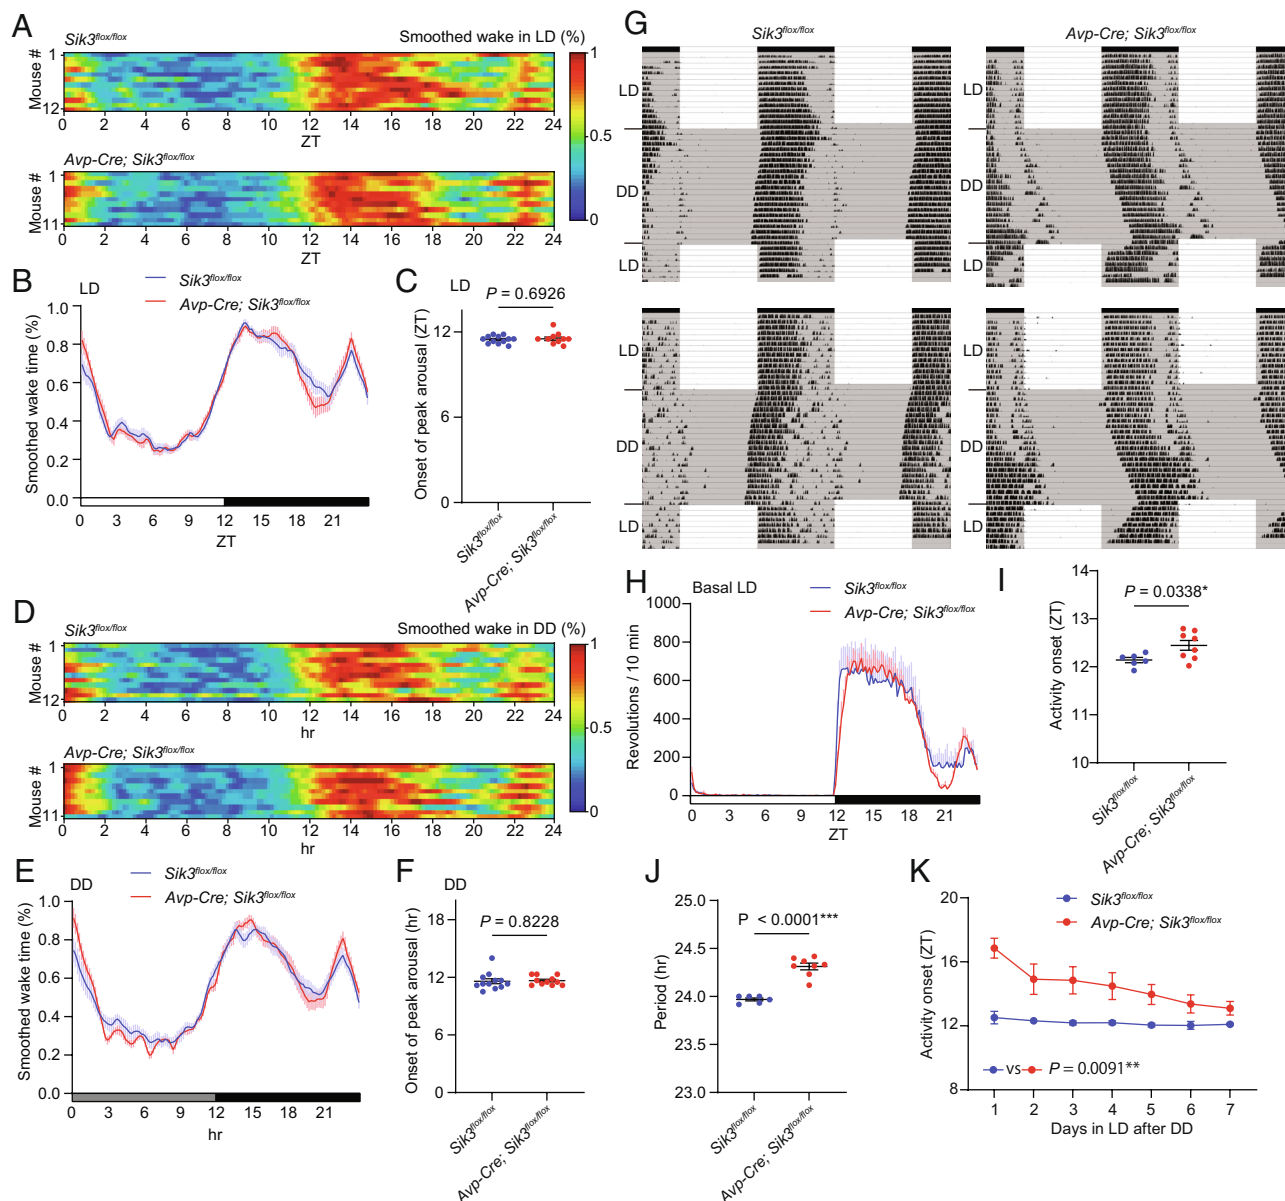 A
Sik3flox/flox
Smoothed wake in LD (%)
1
0.5
0
Mouse #
1
12
0 2 4 6 8 10 12 14 16 18 20 22 24
ZT
Avp-Cre; Sik3flox/flox
Mouse #
1
11
0 2 4 6 8 10 12 14 16 18 20 22 24
ZT
B
LD
Sik3flox/flox
Avp-Cre; Sik3flox/flox
Smoothed wake time (%)
1.0
0.8
0.6
0.4
0.2
0.0
0 3 6 9 12 15 18 21
ZT
C
LD
P = 0.6926
Onset of peak arousal (ZT)
12
6
0
Sik3flox/flox
Avp-Cre; Sik3flox/flox
D
Sik3flox/flox
Smoothed wake in DD (%)
1
0.5
0
Mouse #
1
12
0 2 4 6 8 10 12 14 16 18 20 22 24
hr
Avp-Cre; Sik3flox/flox
Mouse #
1
11
0 2 4 6 8 10 12 14 16 18 20 22 24
hr
E
DD
Sik3flox/flox
Avp-Cre; Sik3flox/flox
Smoothed wake time (%)
1.0
0.8
0.6
0.4
0.2
0.0
0 3 6 9 12 15 18 21
hr
F
DD
P = 0.8228
Onset of peak arousal (hr)
18
12
6
0
Sik3flox/flox
Avp-Cre; Sik3flox/flox
G
Sik3flox/flox
Avp-Cre; Sik3flox/flox
LD
DD
LD
LD
DD
LD
LD
DD
LD
LD
DD
LD
H
Basal LD
Sik3flox/flox
Avp-Cre; Sik3flox/flox
Revolutions / 10 min
1000
800
600
400
200
0
0 3 6 9 12 15 18 21
ZT
I
P = 0.0338*
Activity onset (ZT)
14
13
12
11
10
Sik3flox/flox
Avp-Cre; Sik3flox/flox
J
P < 0.0001***
Period (hr)
25.0
24.5
24.0
23.5
23.0
Sik3flox/flox
Avp-Cre; Sik3flox/flox
K
Sik3flox/flox
Avp-Cre; Sik3flox/flox
Activity onset (ZT)
20
16
12
8
vs P = 0.0091**
1 2 3 4 5 6 7
Days in LD after DD